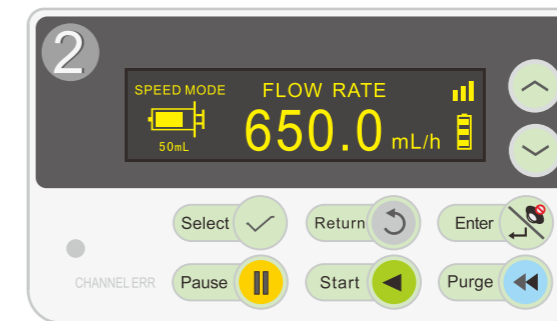 2
SPEED MODE
FLOW RATE
50mL
650.0 mL/h
Select
Return
Enter
CHANNEL ERR
Pause
Start
Purge